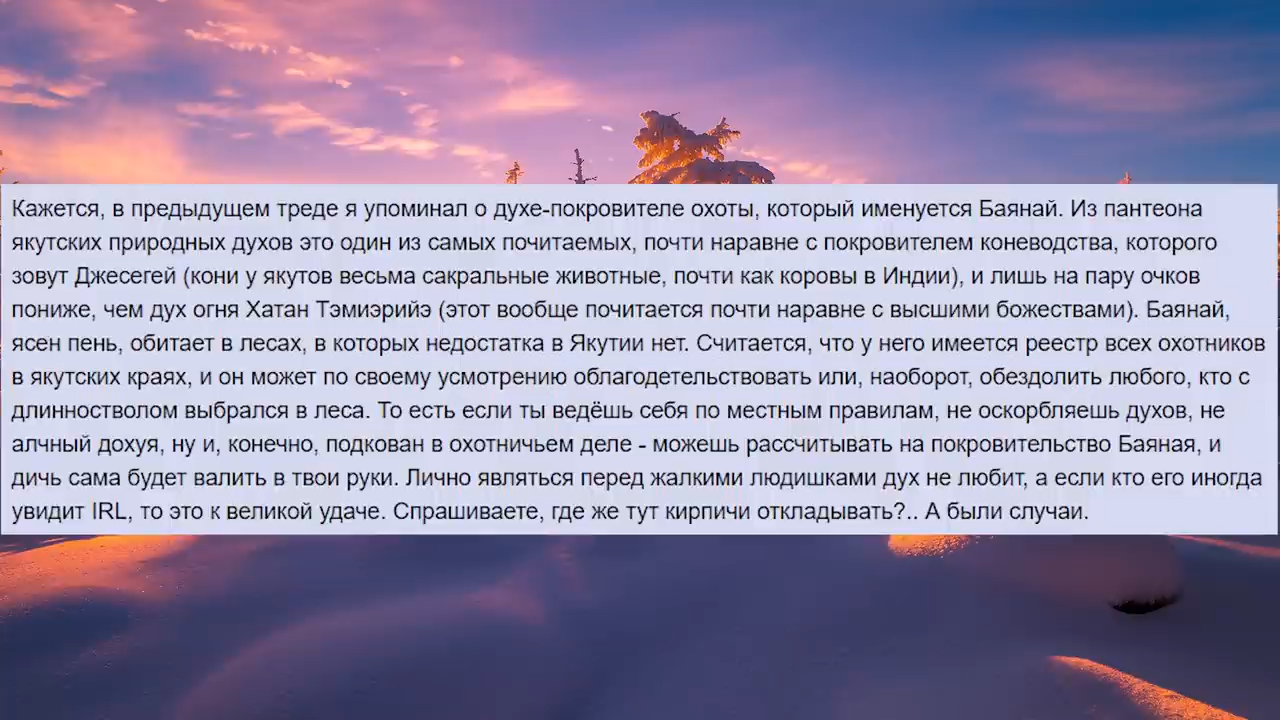 Кажется, в предыдущем треде я упоминал о духе-покровителе охоты, который именуется Баянай. Из пантеона
якутских природных духов это один из самых почитаемых, почти наравне с покровителем коневодства, которого
зовут Джесегей (кони у якутов весьма сакральные животные, почти как коровы в Индии), и лишь на пару очков
пониже, чем дух огня Хатан Тэмиэрийэ (этот вообще почитается почти наравне с высшими божествами). Баянай,
ясен пень, обитает в лесах, в которых недостатка в Якутии нет. Считается, что у него имеется реестр всех охотников
в якутских краях, и он может по своему усмотрению облагодетельствовать или, наоборот, обездолить любого, кто с
длинностволом выбрался в леса. То есть если ты ведёшь себя по местным правилам, не оскорбляешь духов, не
алчный дохуя, ну и, конечно, подкован в охотничьем деле - можешь рассчитывать на покровительство Баяная, и
дичь сама будет валить в твои руки. Лично являться перед жалкими людишками дух не любит, а если кто его иногда
увидит IRL, то это к великой удаче. Спрашиваете, где же тут кирпичи откладывать?.. А были случаи.